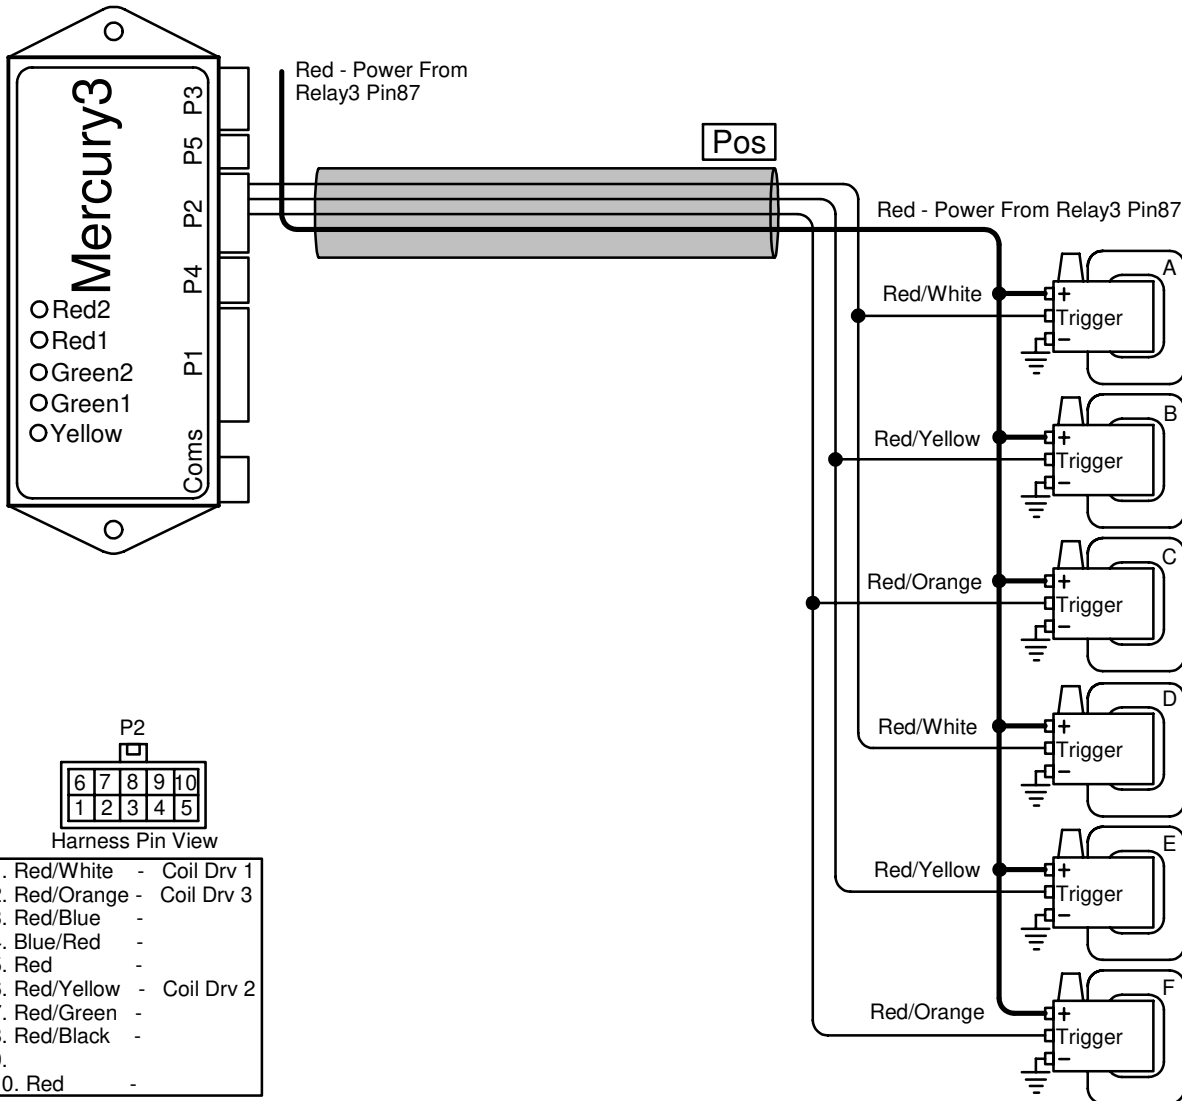 Mercury3
P3
P5
P2
P4
P1
Coms
Red2
Red1
Green2
Green1
Yellow
Red - Power From
Relay3 Pin87
Pos
Red - Power From Relay3 Pin87
Red/White
+
Trigger
-
A
Red/Yellow
+
Trigger
-
B
Red/Orange
+
Trigger
-
C
Red/White
+
Trigger
-
D
Red/Yellow
+
Trigger
-
E
Red/Orange
+
Trigger
-
F
P2
6 7 8 9 10
1 2 3 4 5
Harness Pin View
. Red/White - Coil Drv 1
. Red/Orange - Coil Drv 3
. Red/Blue -
. Blue/Red -
. Red -
. Red/Yellow - Coil Drv 2
. Red/Green -
. Red/Black -
.
0. Red -